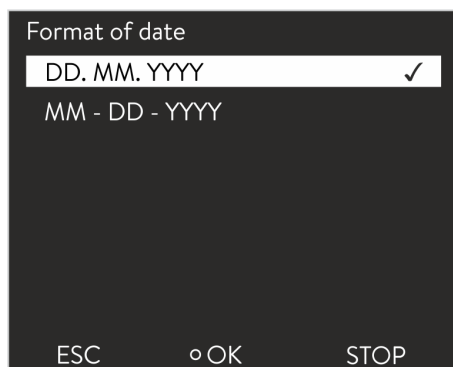 Format of date
DD. MM. YYYY ✓
MM - DD - YYYY
ESC OK STOP